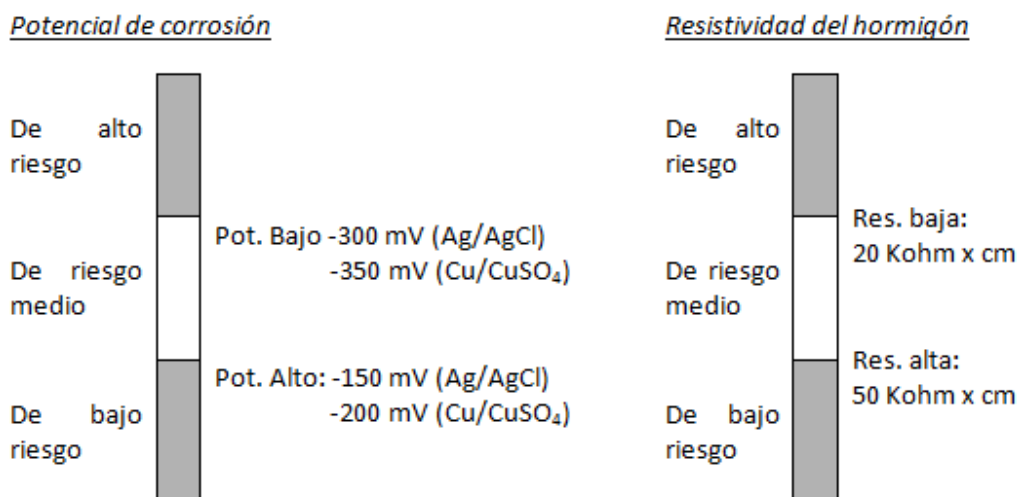 Potencial de corrosión
De alto
riesgo
Pot. Bajo -300 mV (Ag/AgCl)
-350 mV (Cu/CuSO₄)
De riesgo
medio
Pot. Alto: -150 mV (Ag/AgCl)
-200 mV (Cu/CuSO₄)
De bajo
riesgo
Resistividad del hormigón
De alto
riesgo
Res. baja:
20 Kohm x cm
De riesgo
medio
Res. alta:
50 Kohm x cm
De bajo
riesgo